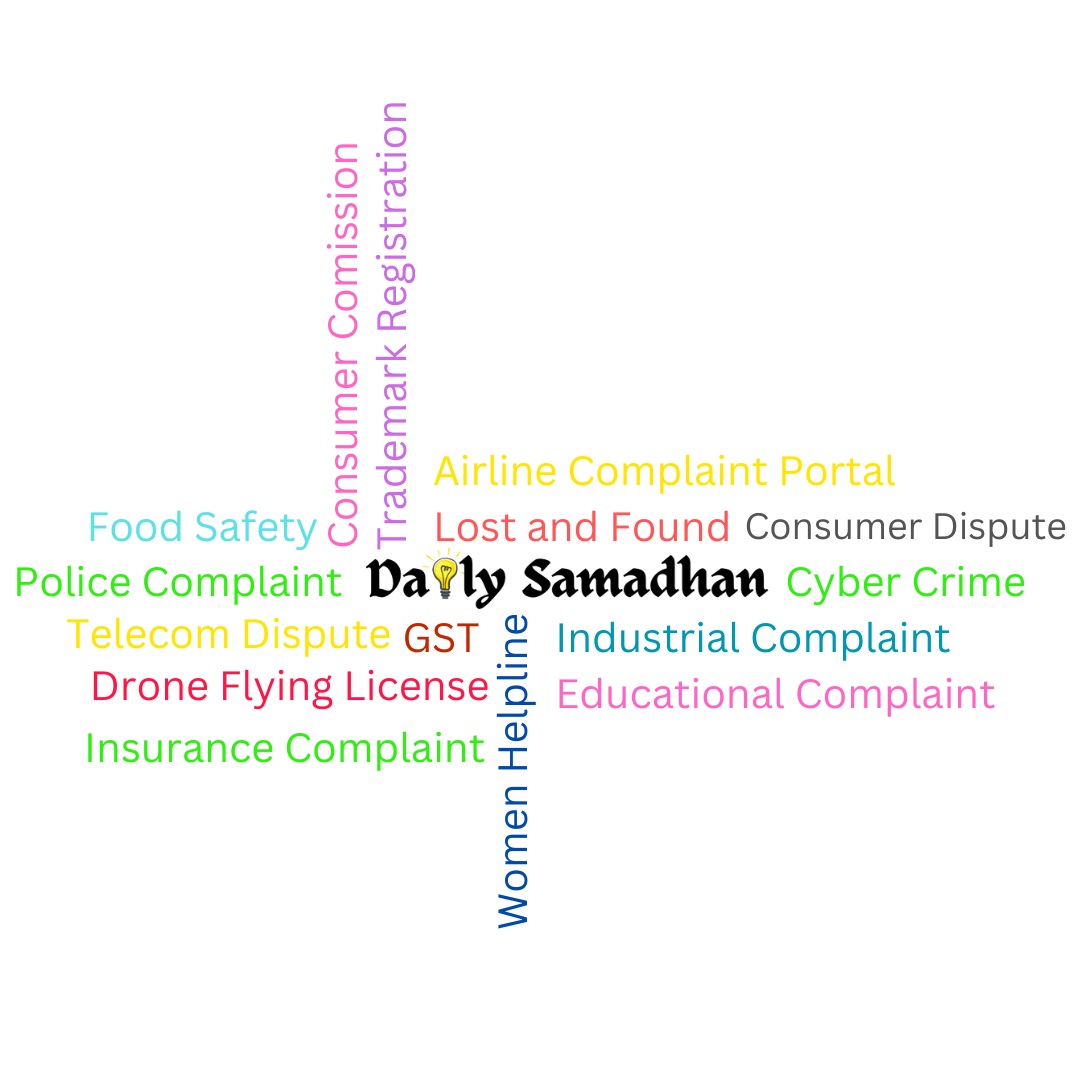 Consumer Comission
Trademark Registration
Airline Complaint Portal
Food Safety
Lost and Found
Consumer Dispute
Police Complaint
Daily Samadhan
Cyber Crime
Telecom Dispute
GST
Industrial Complaint
Drone Flying License
Educational Complaint
Insurance Complaint
Women Helpline